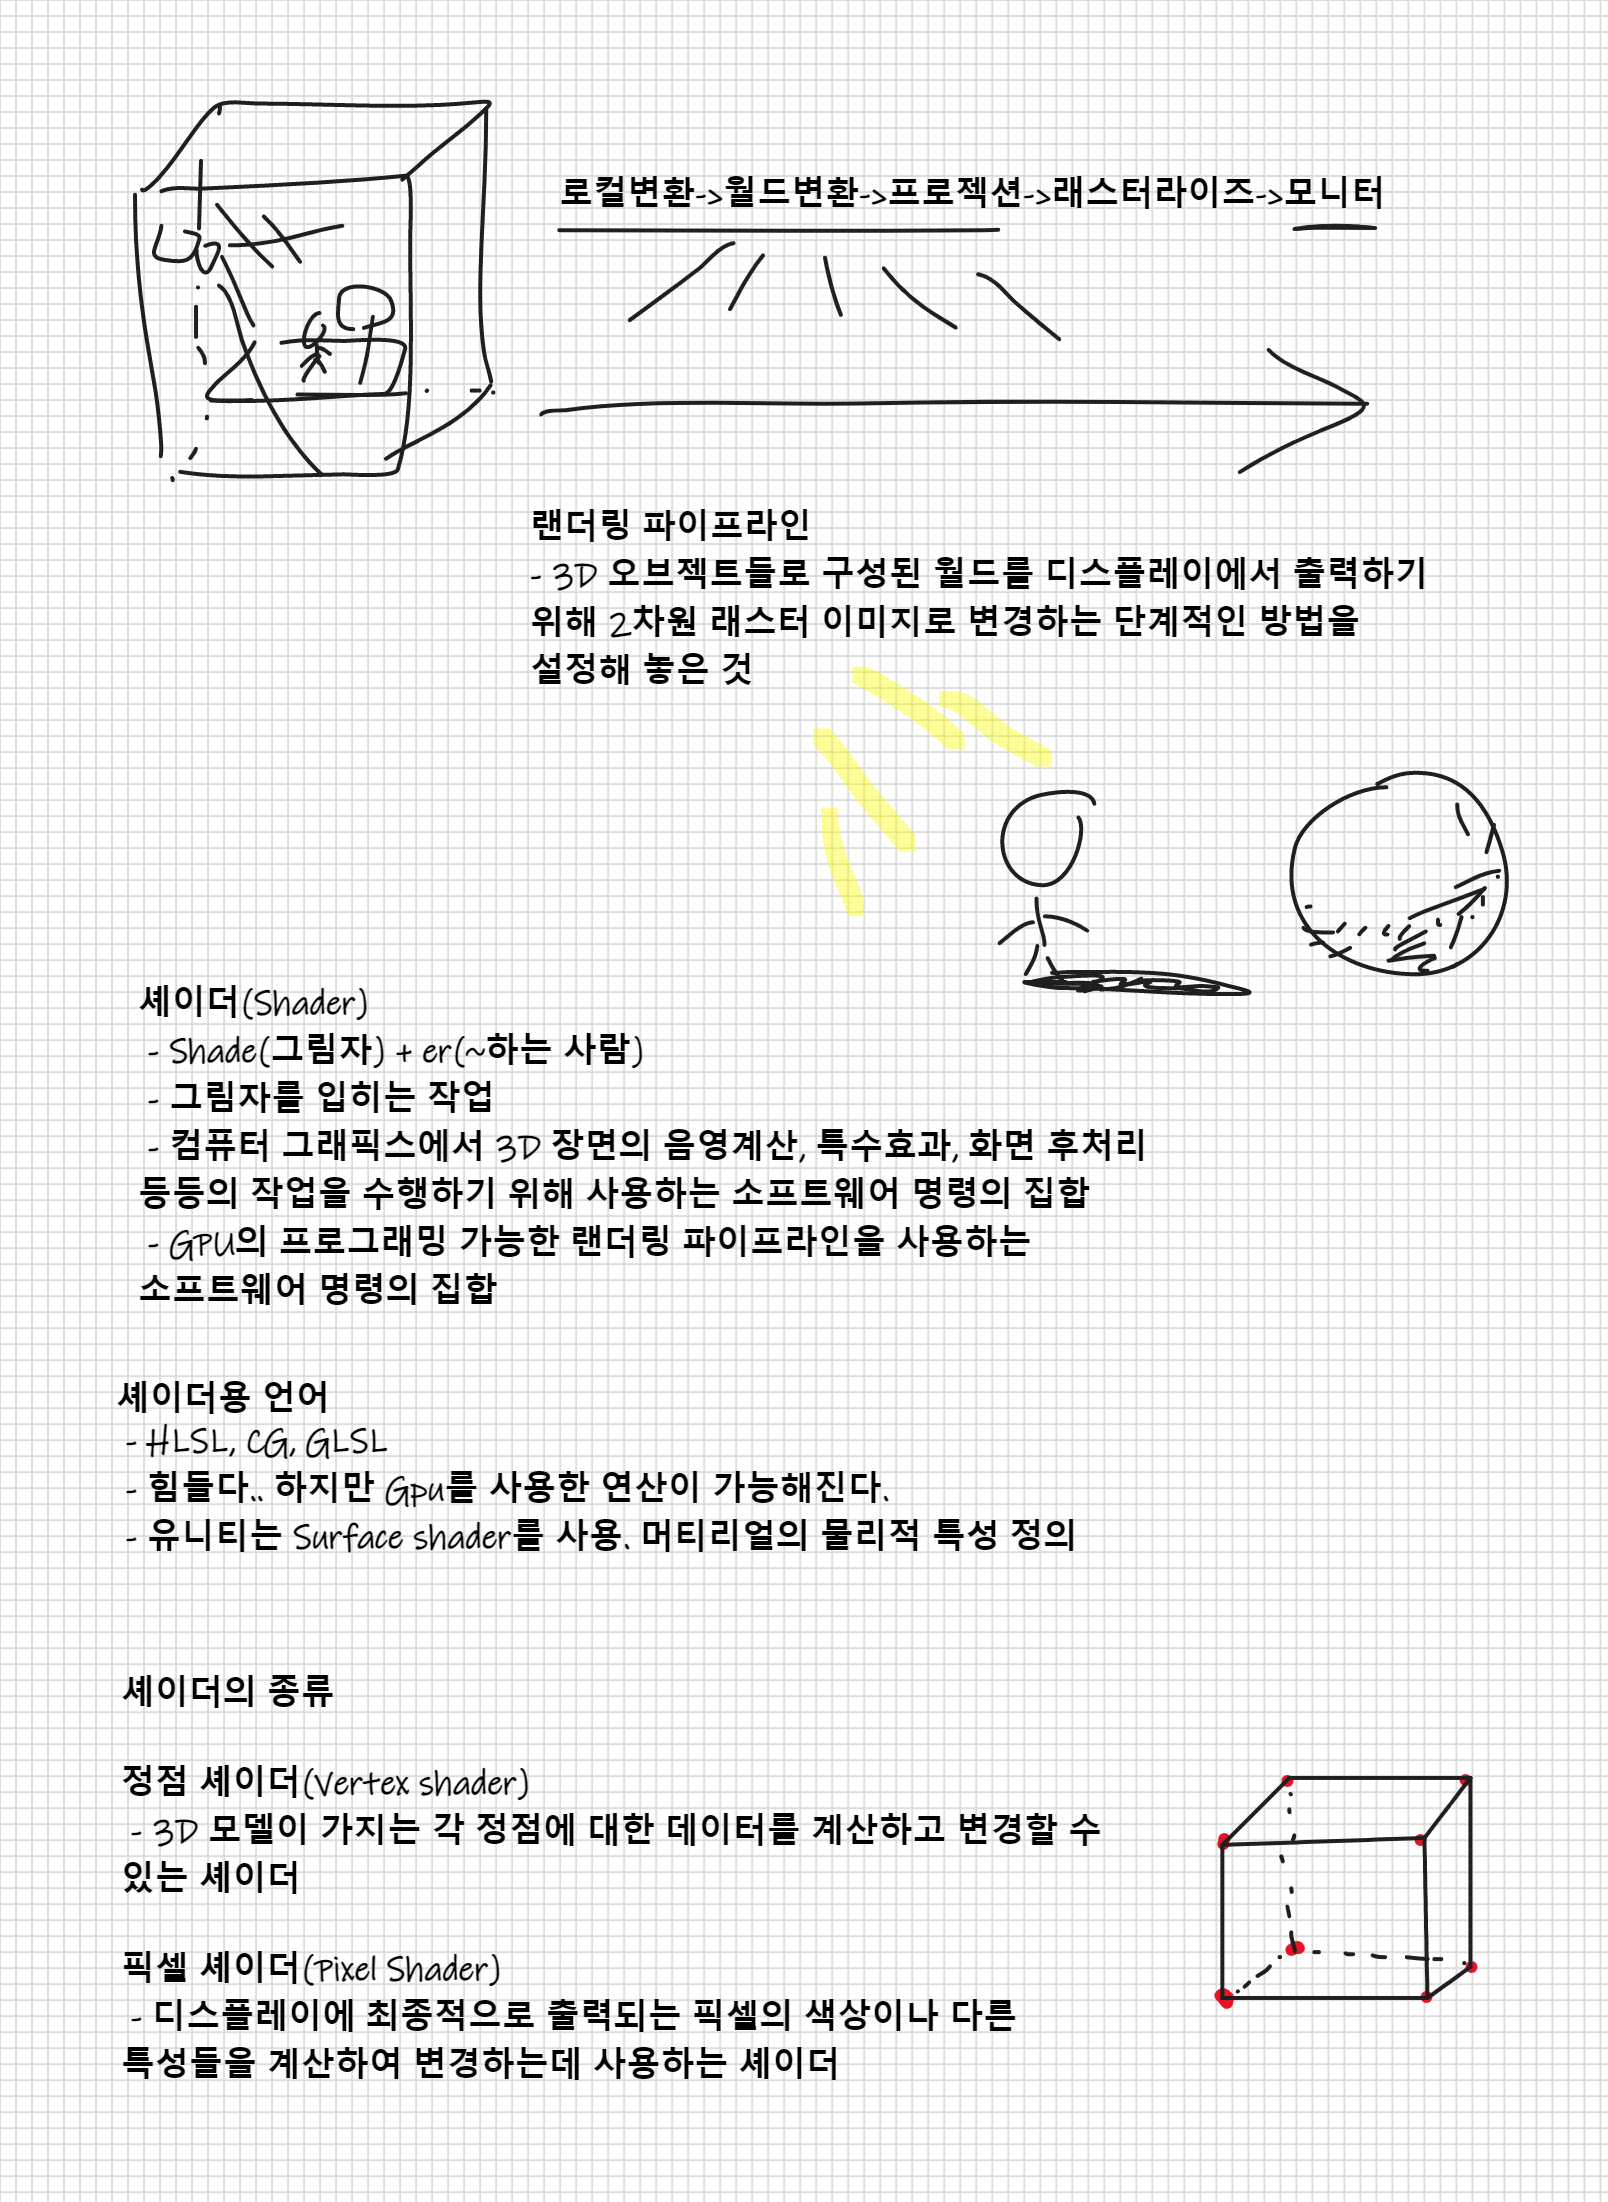 로컬변환->월드변환->프로젝션->래스터라이즈->모니터
랜더링 파이프라인
- 3D 오브젝트들로 구성된 월드를 디스플레이에서 출력하기
위해 2차원 래스터 이미지로 변경하는 단계적인 방법을
설정해 놓은 것
셰이더(Shader)
- Shade(그림자) + er(~하는 사람)
- 그림자를 입히는 작업
- 컴퓨터 그래픽스에서 3D 장면의 음영계산, 특수효과, 화면 후처리
등등의 작업을 수행하기 위해 사용하는 소프트웨어 명령의 집합
- GPU의 프로그래밍 가능한 랜더링 파이프라인을 사용하는
소프트웨어 명령의 집합
셰이더용 언어
- HLSL, CG, GLSL
- 힘들다.. 하지만 Gpu를 사용한 연산이 가능해진다.
- 유니티는 Surface shader를 사용. 머티리얼의 물리적 특성 정의
셰이더의 종류
정점 셰이더(Vertex shader)
- 3D 모델이 가지는 각 정점에 대한 데이터를 계산하고 변경할 수
있는 셰이더
픽셀 셰이더(Pixel Shader)
- 디스플레이에 최종적으로 출력되는 픽셀의 색상이나 다른
특성들을 계산하여 변경하는데 사용하는 셰이더